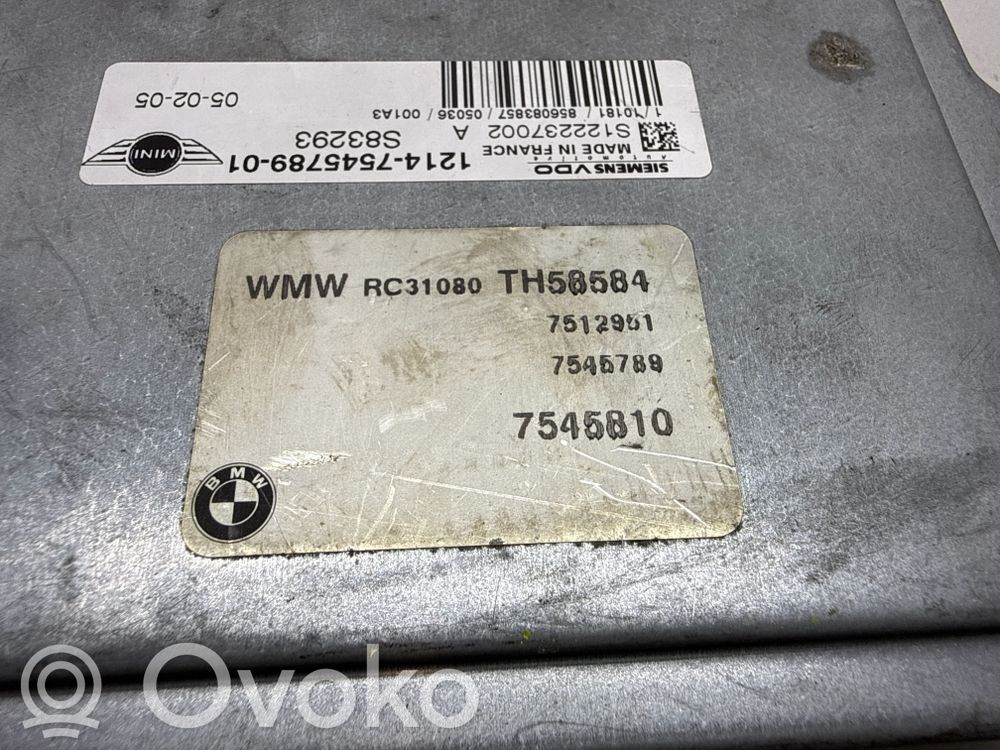 SIEMENS VDO
Automotive
MADE IN FRANCE
S122237002 A
1/10181 / 856083857 / 05036 / 001A3
1214-7545789-01
S83293
05-02-05
MINI
WMW RC31080 TH58584
7512951
7545789
7545810
BMW
Ovoko